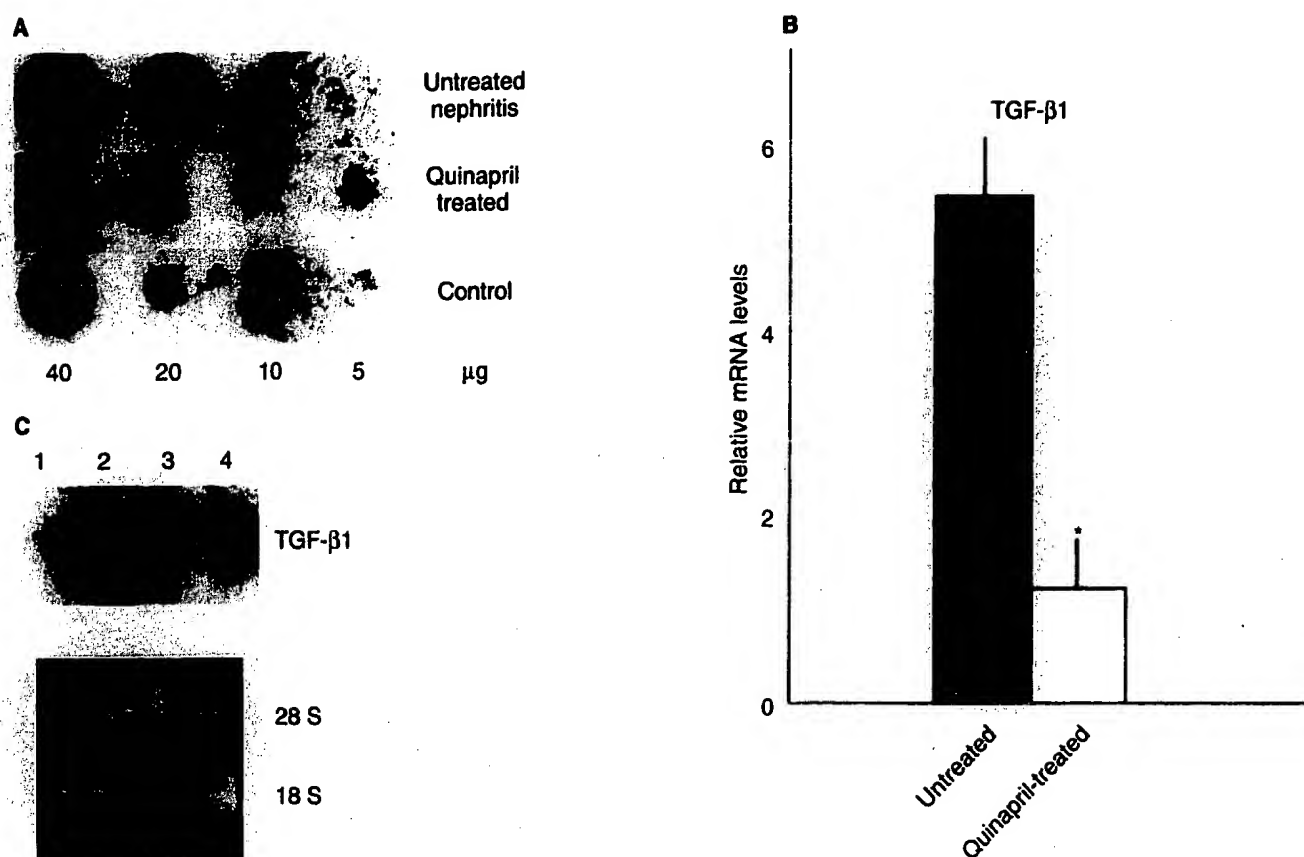 A
Untreated
nephritis
Quinapril
treated
Control
40 20 10 5 μg
B
TGF-β1
Relative mRNA levels
6
4
2
0
*
Untreated
Quinapril-treated
C
1 2 3 4
TGF-β1
28 S
18 S